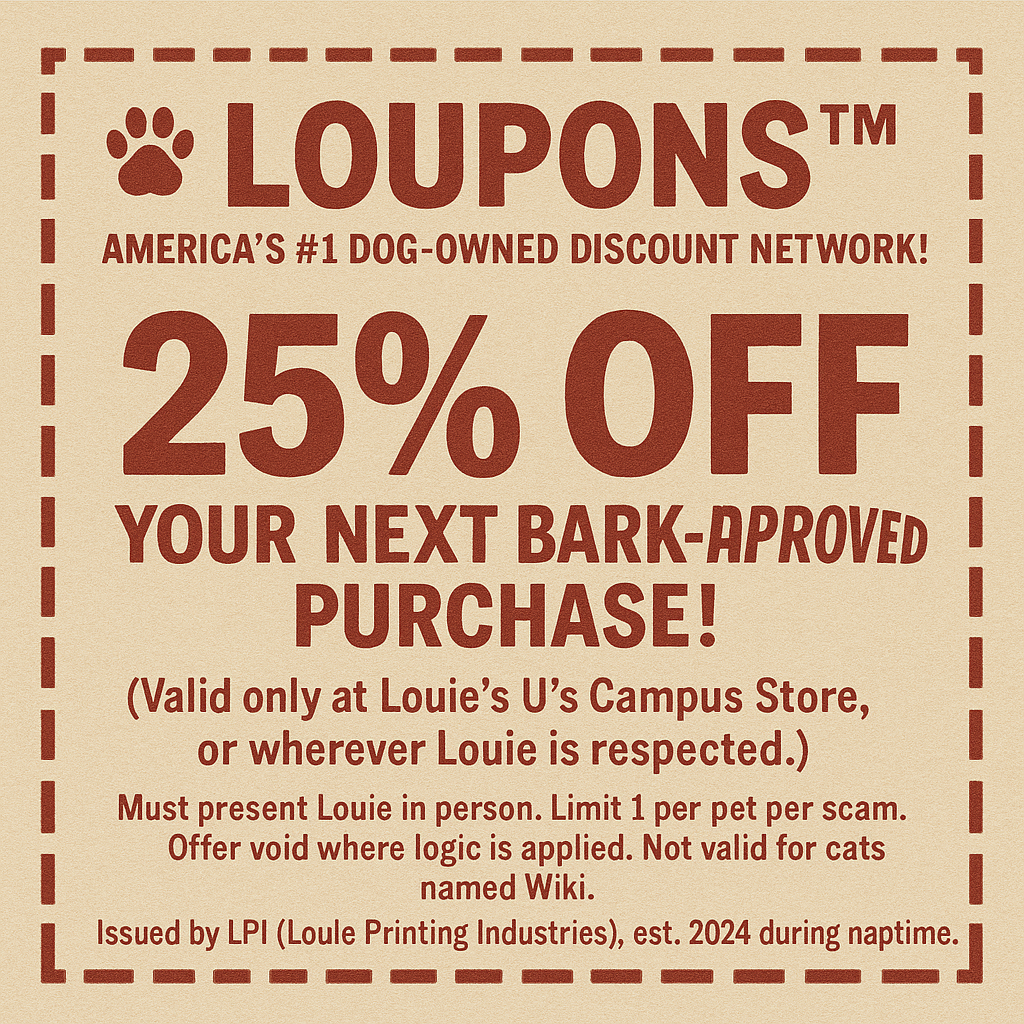 LOUPONS™
AMERICA'S #1 DOG-OWNED DISCOUNT NETWORK!
25% OFF
YOUR NEXT BARK-APROVED
PURCHASE!
(Valid only at Louie's U's Campus Store,
or wherever Louie is respected.)
Must present Louie in person. Limit 1 per pet per scam.
Offer void where logic is applied. Not valid for cats
named Wiki.
Issued by LPI (Loule Printing Industries), est. 2024 during naptime.